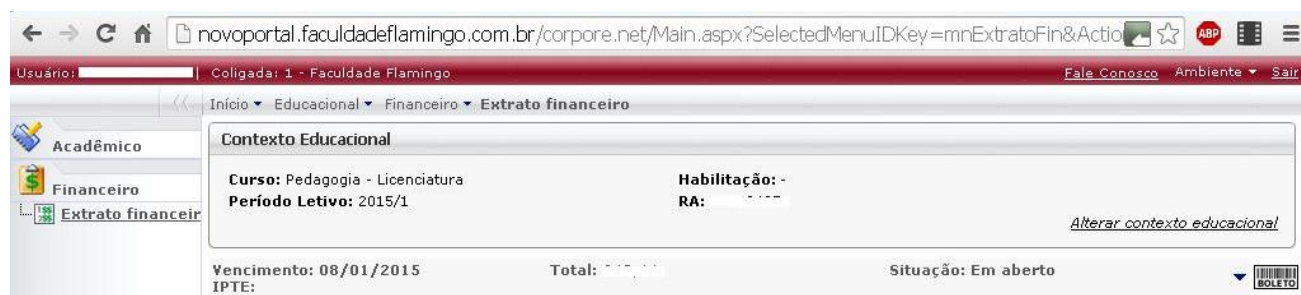 novoportal.faculdadeflamingo.com.br/corpore.net/Main.aspx?SelectedMenuIDKey=mnExtratoFin&Actio
ABP
Usuário: | Coligada: 1 - Faculdade Flamingo Fale Conosco Ambiente Sair
Início Educacional Financeiro Extrato financeiro
Acadêmico
Financeiro
Extrato financeir
Contexto Educacional
Curso: Pedagogia - Licenciatura Habilitação: -
Período Letivo: 2015/1 RA:
Alterar contexto educacional
Vencimento: 08/01/2015 Total: Situação: Em aberto
IPTE:
BOLETO